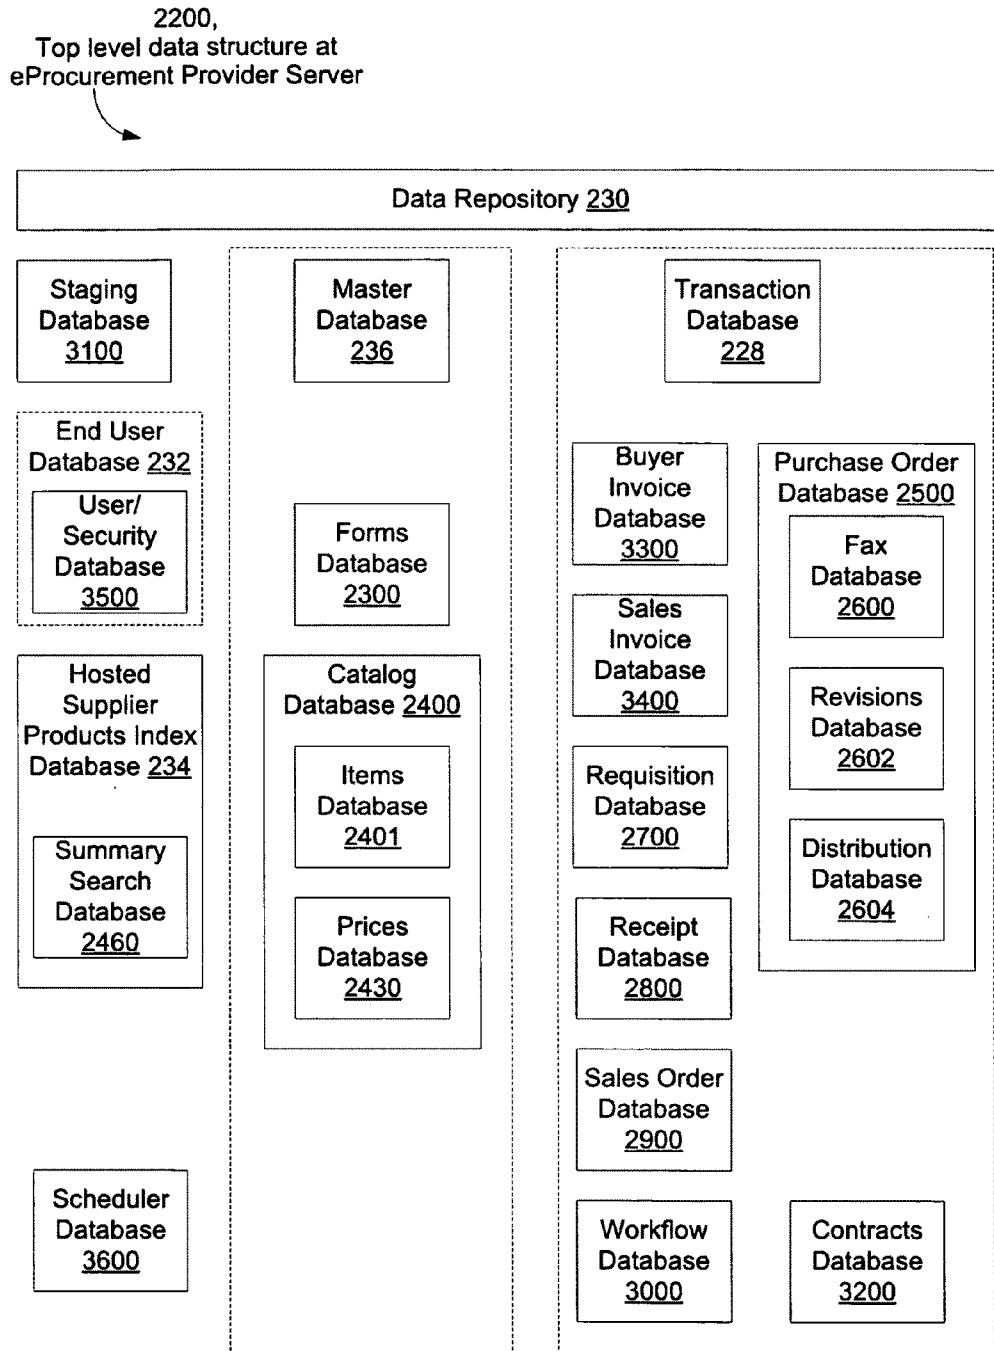 2200,
Top level data structure at
eProcurement Provider Server
Data Repository 230
Staging
Database
3100
End User
Database 232
User/
Security
Database
3500
Hosted
Supplier
Products Index
Database 234
Summary
Search
Database
2460
Scheduler
Database
3600
Master
Database
236
Forms
Database
2300
Catalog
Database 2400
Items
Database
2401
Prices
Database
2430
Transaction
Database
228
Buyer
Invoice
Database
3300
Sales
Invoice
Database
3400
Requisition
Database
2700
Receipt
Database
2800
Sales Order
Database
2900
Workflow
Database
3000
Purchase Order
Database 2500
Fax
Database
2600
Revisions
Database
2602
Distribution
Database
2604
Contracts
Database
3200